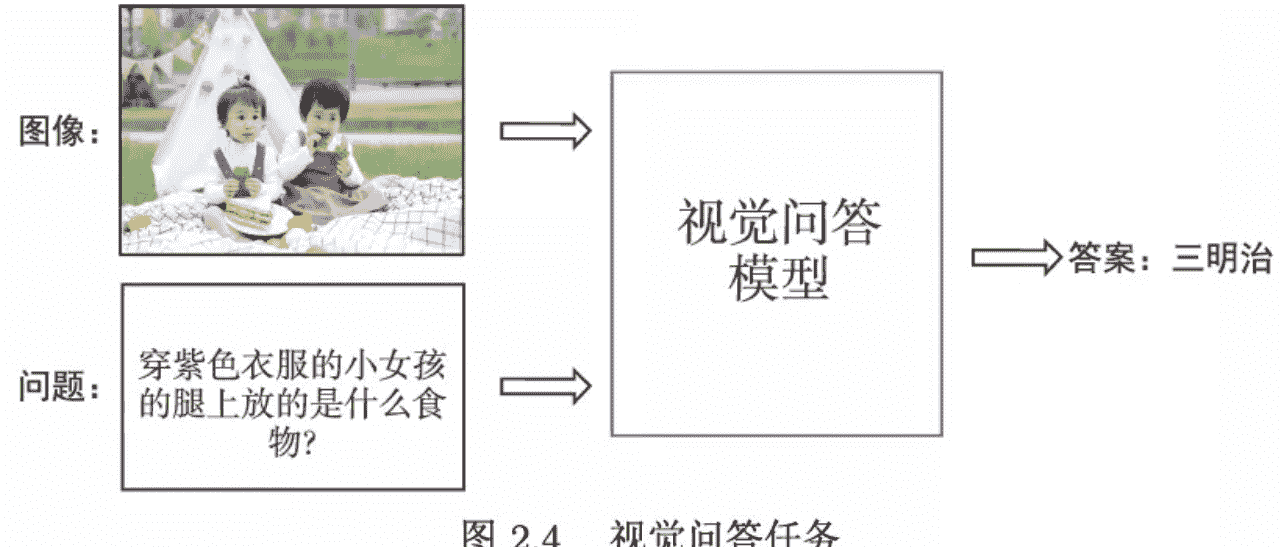 图像：
问题：
穿紫色衣服的小女孩
的腿上放的是什么食
物？
视觉问答
模型
答案：三明治
图 2.4 视觉问答任务